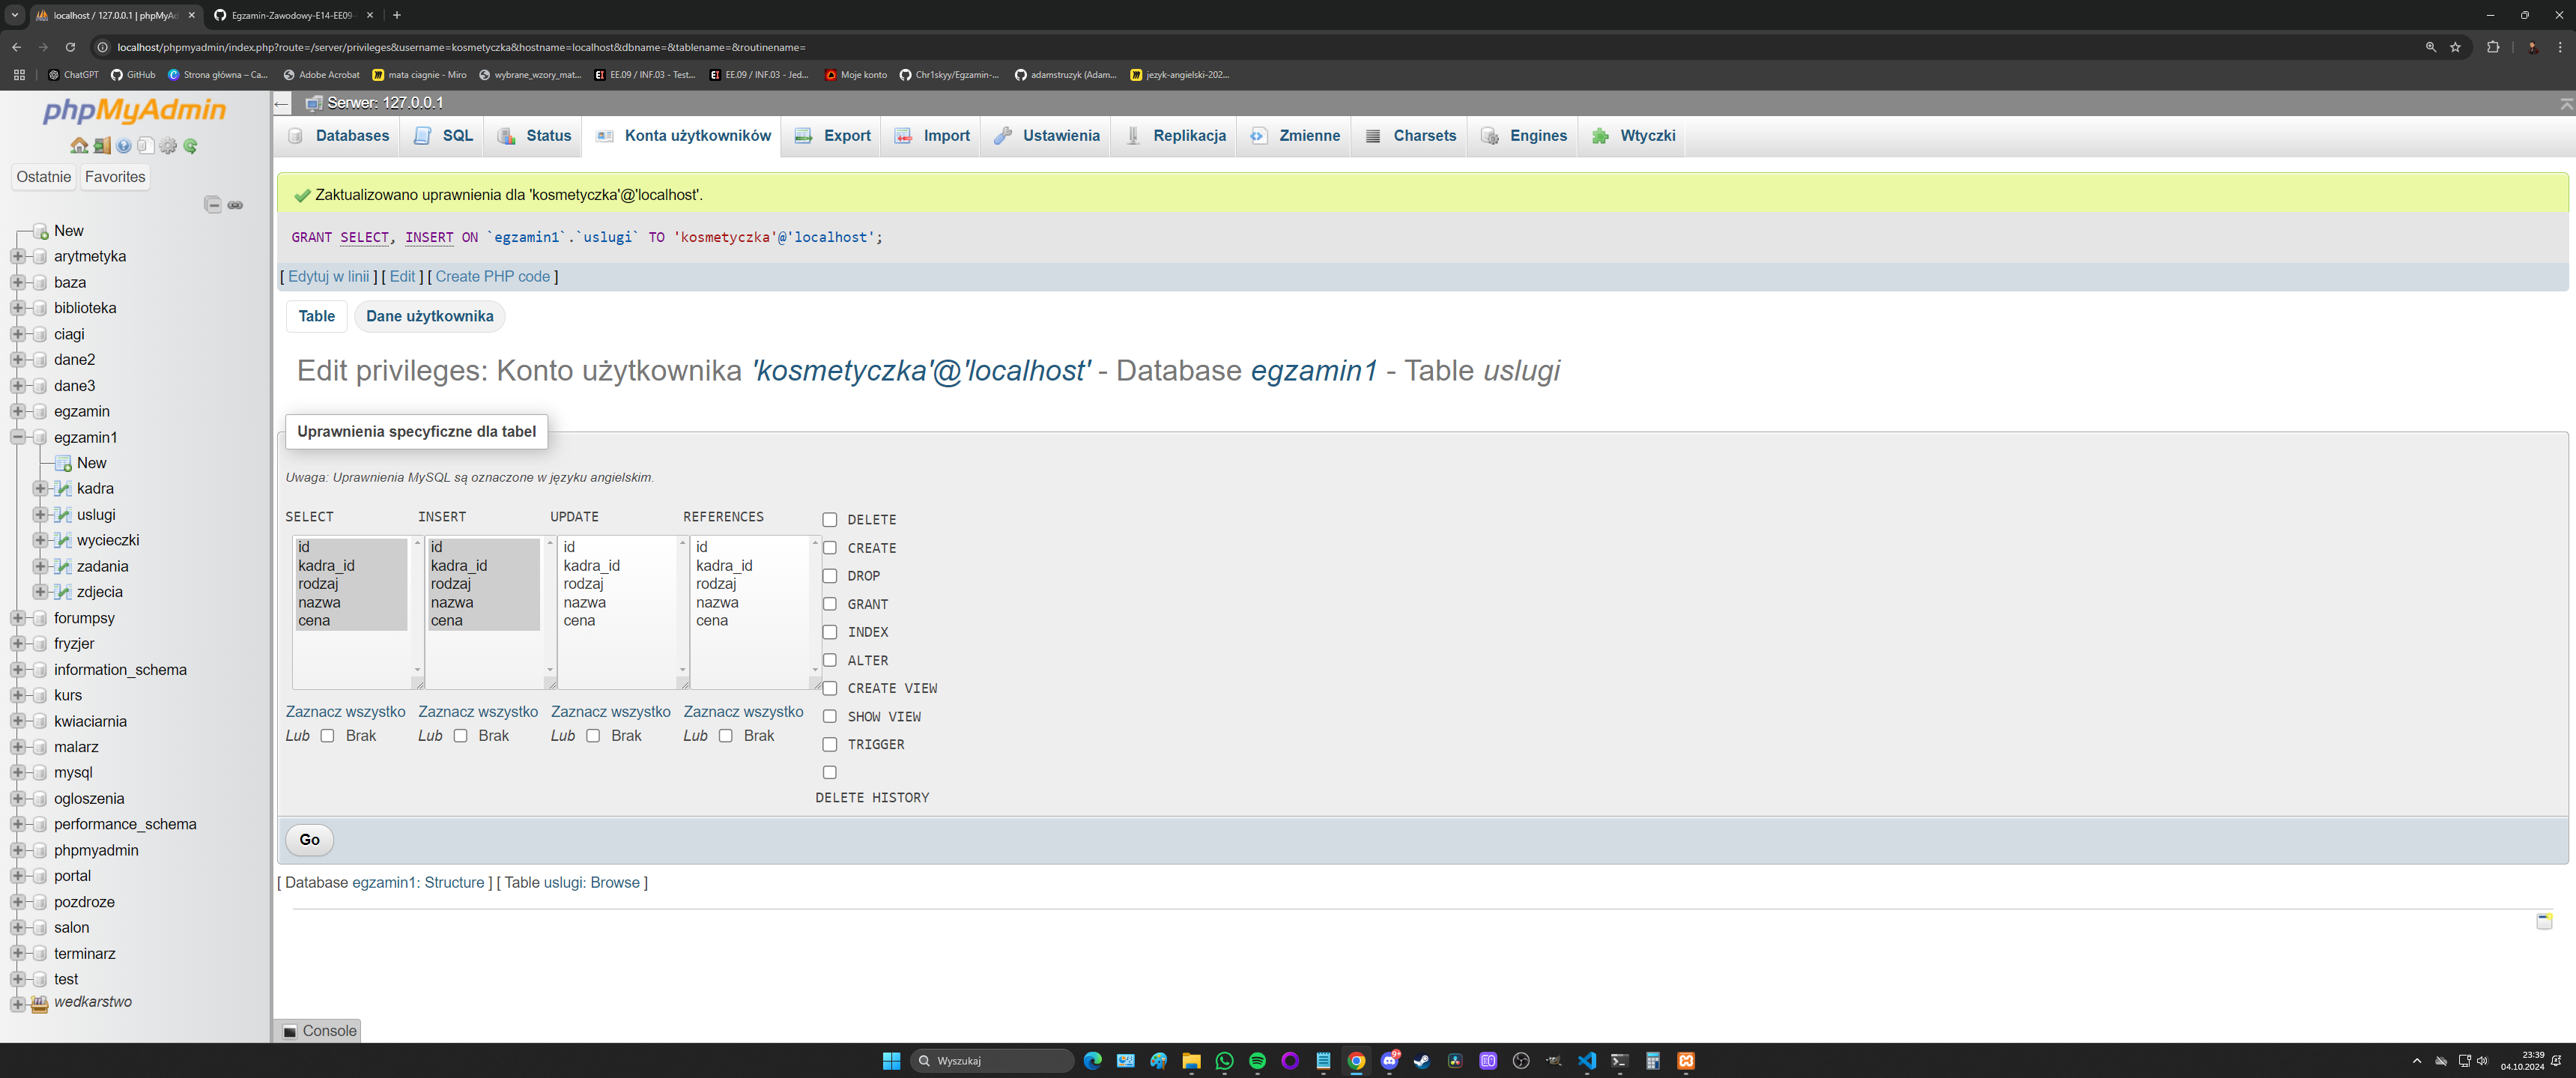 localhost / 127.0.0.1 | phpMyAd
Egzamin-Zawodowy-E14-EE09-
localhost/phpmyadmin/index.php?route=/server/privileges&username=kosmetyczka&hostname=localhost&dbname=&tablename=&routinename=
ChatGPT GitHub Strona główna – Ca... Adobe Acrobat mata ciagnie - Miro wybrane_wzory_mat... EE.09 / INF.03 - Test... EE.09 / INF.03 - Jed... Moje konto Chr1skyy/Egzamin-... adamstruzyk (Adam... jezyk-angielski-202...
phpMyAdmin
Ostatnie Favorites
New
arytmetyka
baza
biblioteka
ciagi
dane2
dane3
egzamin
egzamin1
New
kadra
uslugi
wycieczki
zadania
zdjecia
forumpsy
fryzjer
information_schema
kurs
kwiaciarnia
malarz
mysql
ogloszenia
performance_schema
phpmyadmin
portal
pozdroze
salon
terminarz
test
wedkarstwo
Serwer: 127.0.0.1
Databases SQL Status Konta użytkowników Export Import Ustawienia Replikacja Zmienne Charsets Engines Wtyczki
Zaktualizowano uprawnienia dla 'kosmetyczka'@'localhost'.
GRANT SELECT, INSERT ON `egzamin1`.`uslugi` TO 'kosmetyczka'@'localhost';
[ Edytuj w linii ] [ Edit ] [ Create PHP code ]
Table Dane użytkownika
Edit privileges: Konto użytkownika 'kosmetyczka'@'localhost' - Database egzamin1 - Table uslugi
Uprawnienia specyficzne dla tabel
Uwaga: Uprawnienia MySQL są oznaczone w języku angielskim.
SELECT
id
kadra_id
rodzaj
nazwa
cena
Zaznacz wszystko
Lub Brak
INSERT
id
kadra_id
rodzaj
nazwa
cena
Zaznacz wszystko
Lub Brak
UPDATE
id
kadra_id
rodzaj
nazwa
cena
Zaznacz wszystko
Lub Brak
REFERENCES
id
kadra_id
rodzaj
nazwa
cena
Zaznacz wszystko
Lub Brak
DELETE
CREATE
DROP
GRANT
INDEX
ALTER
CREATE VIEW
SHOW VIEW
TRIGGER
DELETE HISTORY
Go
[ Database egzamin1: Structure ] [ Table uslugi: Browse ]
Console
Wyszukaj
9+
23:39
04.10.2024